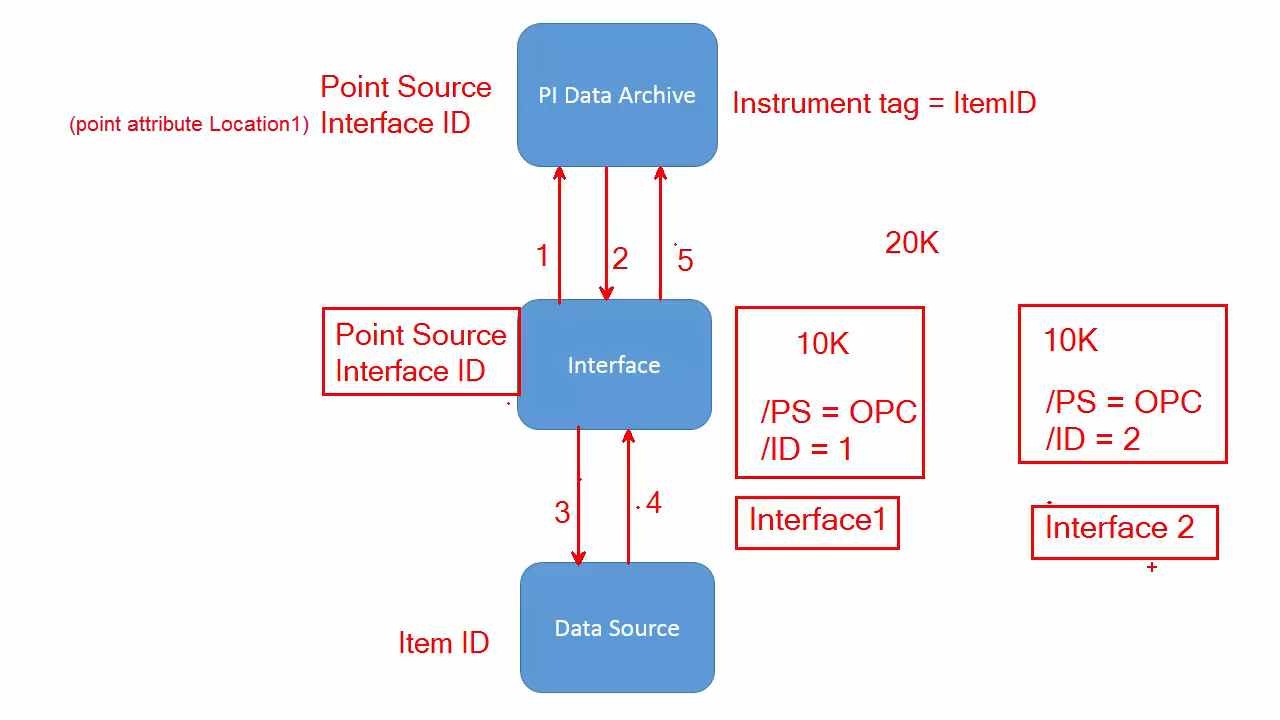 Point Source
(point attribute Location1) Interface ID
PI Data Archive
Instrument tag = ItemID
1
2
5
20K
Point Source
Interface ID
Interface
10K
/PS = OPC
/ID = 1
Interface1
10K
/PS = OPC
/ID = 2
Interface 2
3
4
Item ID
Data Source